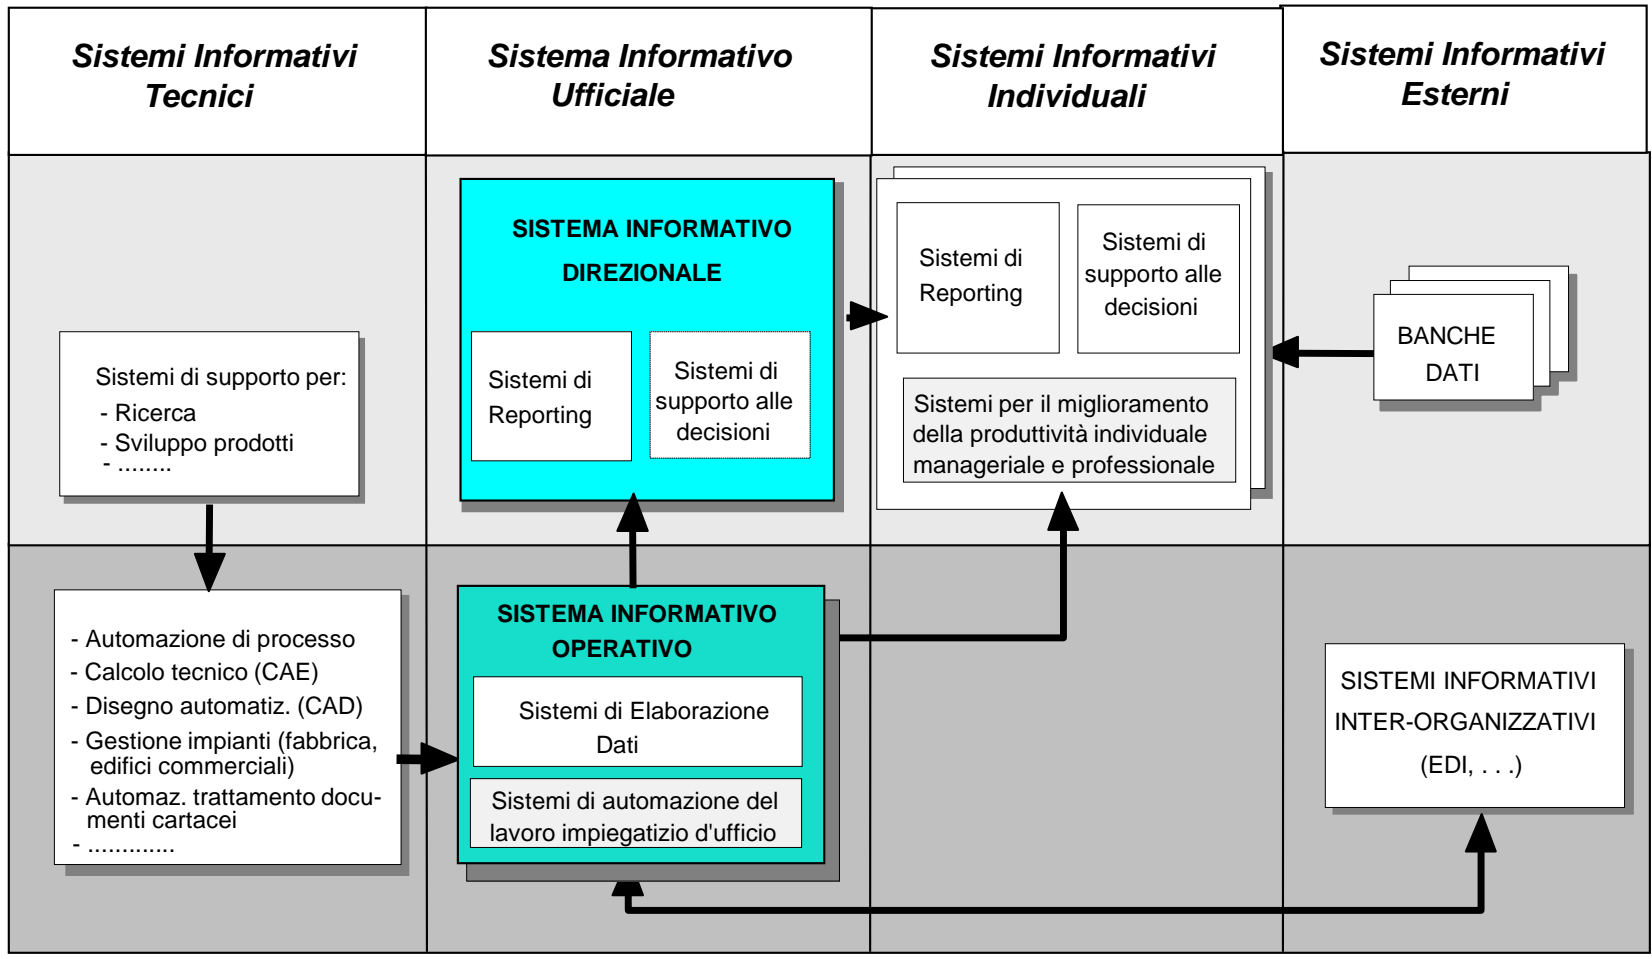 Sistemi Informativi
Tecnici
Sistema Informativo
Ufficiale
Sistemi Informativi
Individuali
Sistemi Informativi
Esterni
Sistemi di supporto per:
- Ricerca
- Sviluppo prodotti
- ........
- Automazione di processo
- Calcolo tecnico (CAE)
- Disegno automatiz. (CAD)
- Gestione impianti (fabbrica,
edifici commerciali)
- Automaz. trattamento docu-
menti cartacei
- .............
SISTEMA INFORMATIVO
DIREZIONALE
Sistemi di
Reporting
Sistemi di
supporto alle
decisioni
SISTEMA INFORMATIVO
OPERATIVO
Sistemi di Elaborazione
Dati
Sistemi di automazione del
lavoro impiegatizio d'ufficio
Sistemi di
Reporting
Sistemi di
supporto alle
decisioni
Sistemi per il miglioramento
della produttività individuale
manageriale e professionale
BANCHE
DATI
SISTEMI INFORMATIVI
INTER-ORGANIZZATIVI
(EDI, . . .)